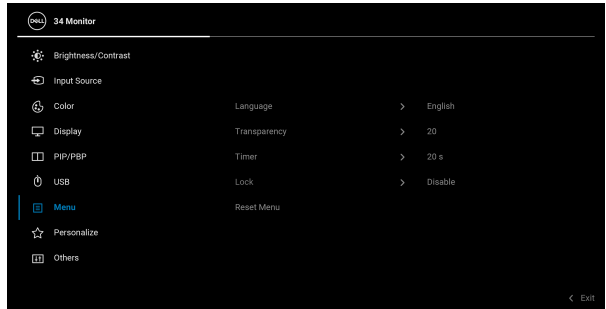 DELL 34 Monitor
Brightness/Contrast
Input Source
Color Language > English
Display Transparency > 20
PIP/PBP Timer > 20 s
USB Lock > Disable
Menu Reset Menu
Personalize
Others
< Exit